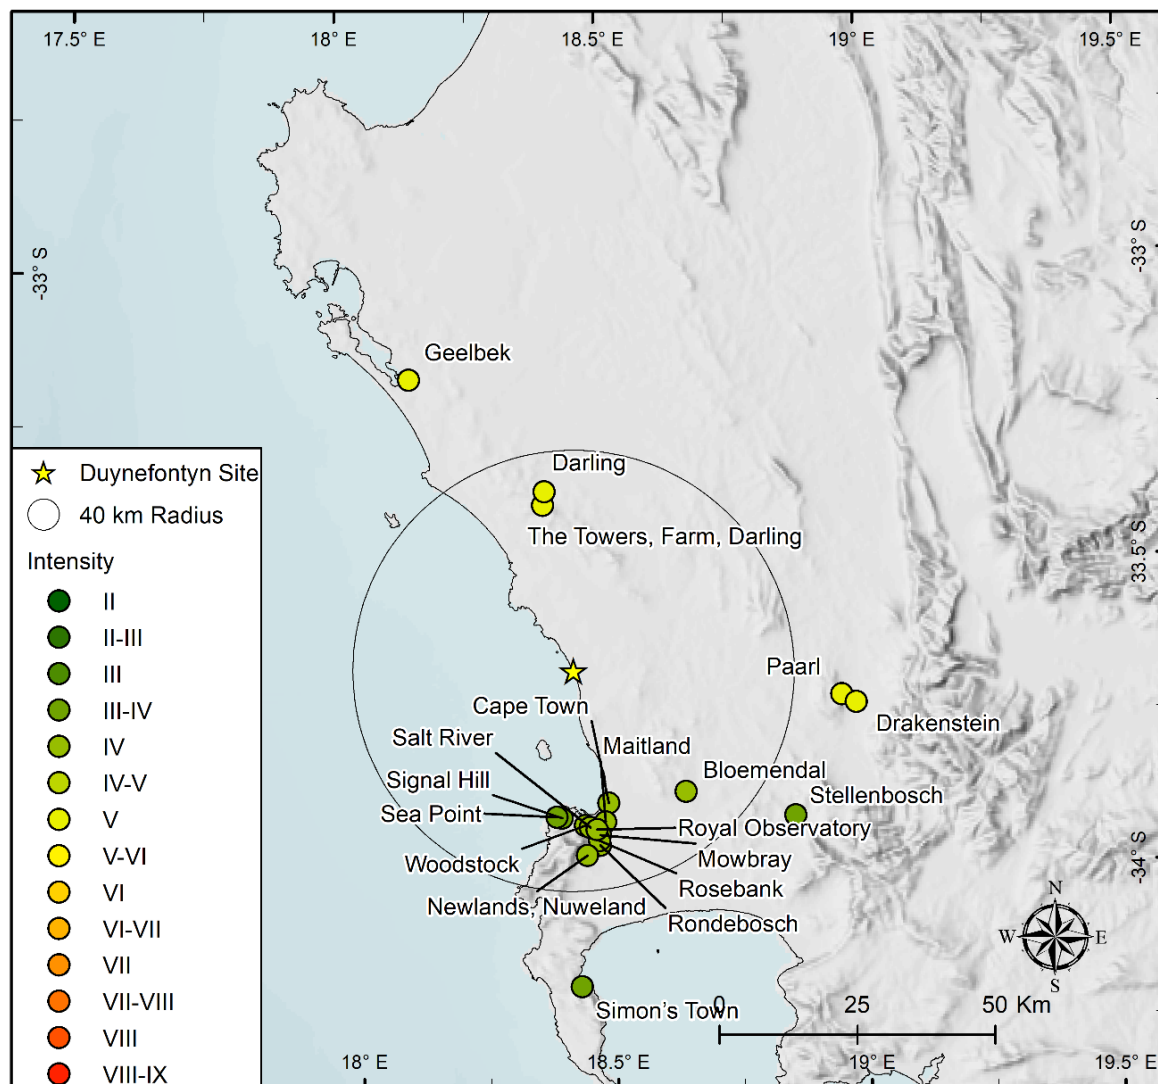 17.5° E
18° E
18.5° E
19° E
19.5° E
-33° S
-33° S
Geelbek
Duynefontyn Site
40 km Radius
Intensity
II
II-III
III
III-IV
IV
IV-V
V
V-VI
VI
VI-VII
VII
VII-VIII
VIII
VIII-IX
Darling
The Towers, Farm, Darling
33.5° S
Paarl
Drakenstein
Cape Town
Salt River
Maitland
Signal Hill
Bloemendal
Sea Point
Stellenbosch
Royal Observatory
Woodstock
Mowbray
-34° S
Rosebank
Newlands, Nuweland
Rondebosch
N
W
E
S
Simon's Town
0
25
50 Km
18° E
18.5° E
19° E
19.5° E